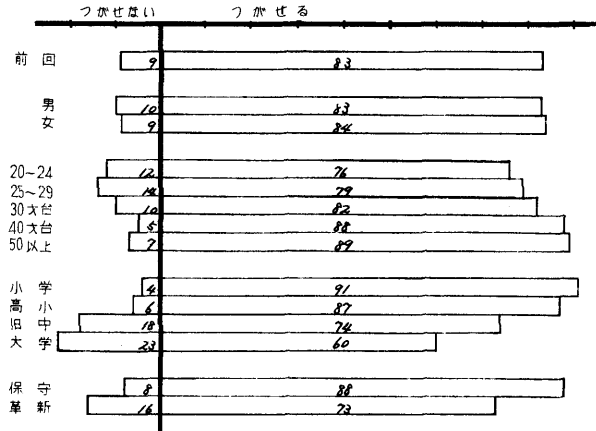 つがせない つがせる
前回 9 83
男 10 83
女 9 84
20~24 12 76
25~29 14 79
30才台 10 82
40才台 5 88
50以上 7 89
小学 4 91
高小 6 87
旧中 18 74
大学 23 60
保守 8 88
革新 16 73